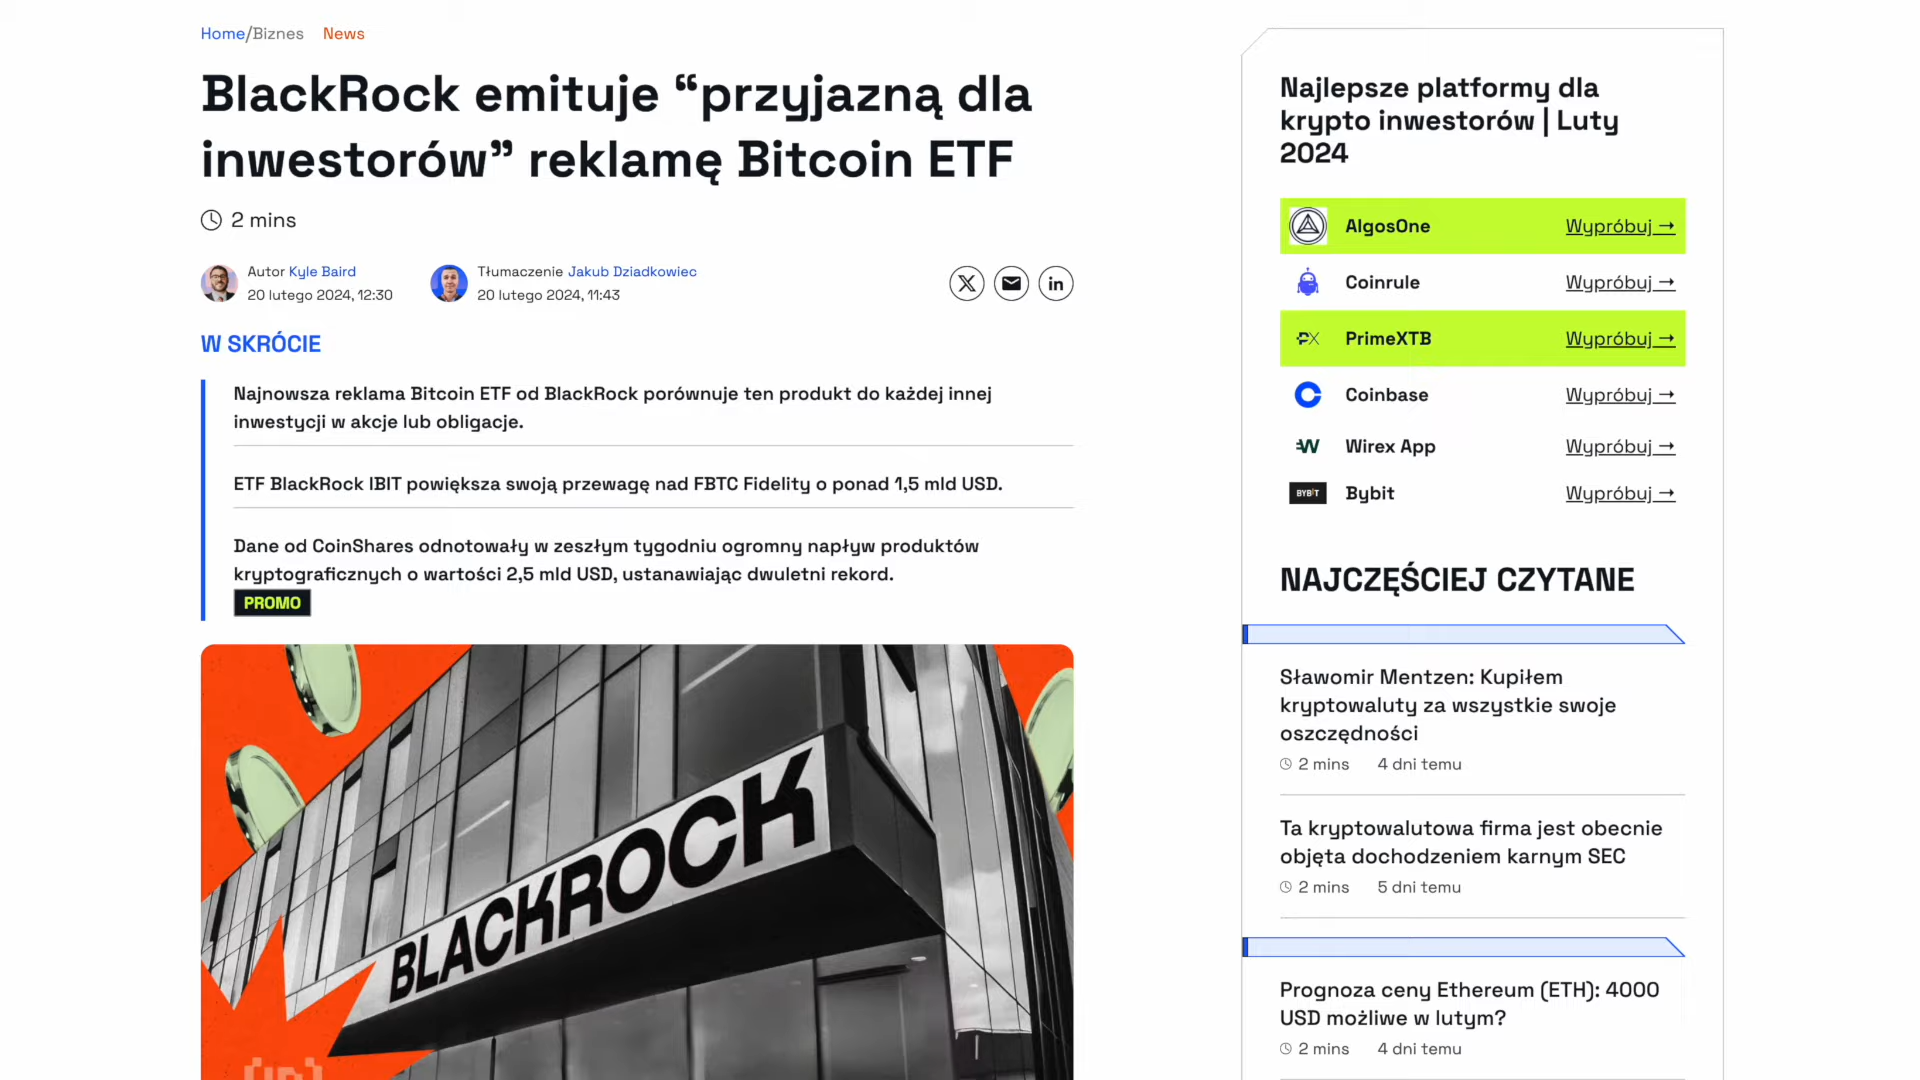 Home/Biznes News
BlackRock emituje “przyjazną dla
inwestorów” reklamę Bitcoin ETF
2 mins
Autor Kyle Baird
20 lutego 2024, 12:30
Tłumaczenie Jakub Dziadkowiec
20 lutego 2024, 11:43
W SKRÓCIE
Najnowsza reklama Bitcoin ETF od BlackRock porównuje ten produkt do każdej innej
inwestycji w akcje lub obligacje.
ETF BlackRock IBIT powiększa swoją przewagę nad FBTC Fidelity o ponad 1,5 mld USD.
Dane od CoinShares odnotowały w zeszłym tygodniu ogromny napływ produktów
kryptograficznych o wartości 2,5 mld USD, ustanawiając dwuletni rekord.
PROMO
BLACKROCK
Najlepsze platformy dla
krypto inwestorów | Luty
2024
AlgosOne Wypróbuj →
Coinrule Wypróbuj →
PrimeXTB Wypróbuj →
Coinbase Wypróbuj →
Wirex App Wypróbuj →
BYBIT Bybit Wypróbuj →
NAJCZĘŚCIEJ CZYTANE
Sławomir Mentzen: Kupiłem
kryptowaluty za wszystkie swoje
oszczędności
2 mins 4 dni temu
Ta kryptowalutowa firma jest obecnie
objęta dochodzeniem karnym SEC
2 mins 5 dni temu
Prognoza ceny Ethereum (ETH): 4000
USD możliwe w lutym?
2 mins 4 dni temu